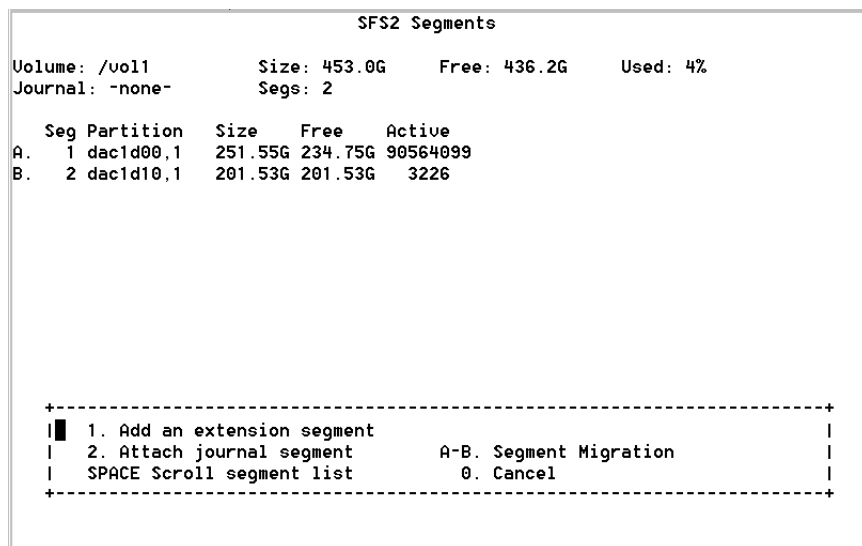 SFS2 Segments
Volume: /vol1 Size: 453.0G Free: 436.2G Used: 4%
Journal: -none- Segs: 2
Seg Partition Size Free Active
A. 1 dac1d00,1 251.55G 234.75G 90564099
B. 2 dac1d10,1 201.53G 201.53G 3226
1. Add an extension segment
2. Attach journal segment A-B. Segment Migration
SPACE Scroll segment list 0. Cancel